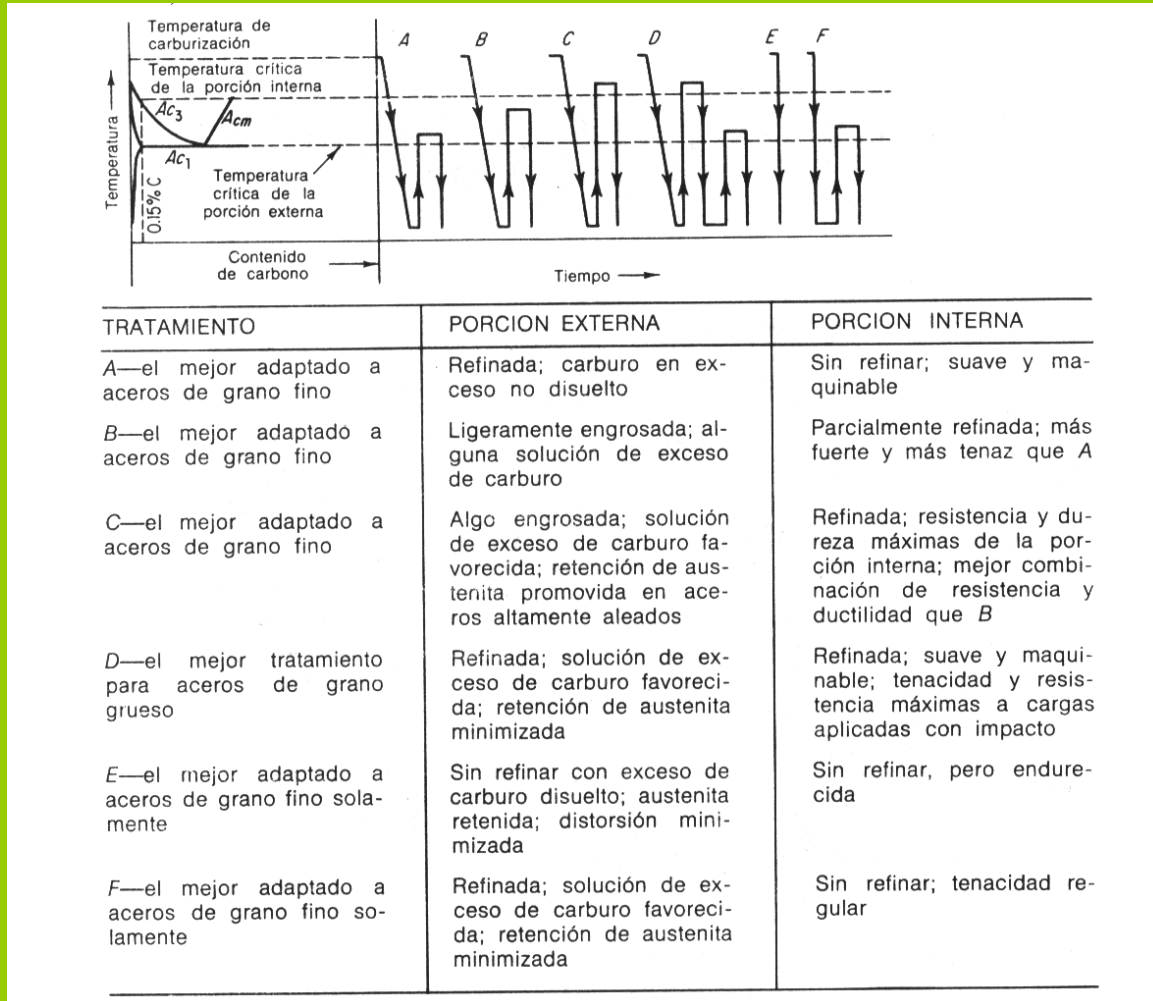 Temperatura de
carburización
Temperatura crítica
de la porción interna
Ac3
Acm
Ac1
Temperatura
0.15% C
Temperatura
crítica de la
porción externa
Contenido
de carbono
A B C D E F
Tiempo
TRATAMIENTO
PORCION EXTERNA
PORCION INTERNA
A—el mejor adaptado a
aceros de grano fino
Refinada; carburo en ex-
ceso no disuelto
Sin refinar; suave y ma-
quinable
B—el mejor adaptado a
aceros de grano fino
Ligeramente engrosada; al-
guna solución de exceso
de carburo
Parcialmente refinada; más
fuerte y más tenaz que A
C—el mejor adaptado a
aceros de grano fino
Algo engrosada; solución
de exceso de carburo fa-
vorecida; retención de aus-
tenita promovida en ace-
ros altamente aleados
Refinada; resistencia y du-
reza máximas de la por-
ción interna; mejor combi-
nación de resistencia y
ductilidad que B
D—el mejor tratamiento
para aceros de grano
grueso
Refinada; solución de ex-
ceso de carburo favoreci-
da; retención de austenita
minimizada
Refinada; suave y maqui-
nable; tenacidad y resis-
tencia máximas a cargas
aplicadas con impacto
E—el mejor adaptado a
aceros de grano fino sola-
mente
Sin refinar con exceso de
carburo disuelto; austenita
retenida; distorsión mini-
mizada
Sin refinar, pero endure-
cida
F—el mejor adaptado a
aceros de grano fino so-
lamente
Refinada; solución de ex-
ceso de carburo favoreci-
da; retención de austenita
minimizada
Sin refinar; tenacidad re-
gular